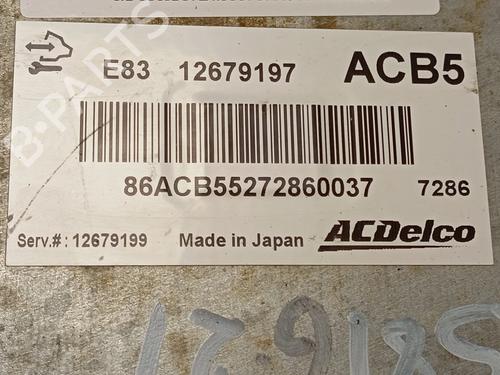 E83 12679197 ACB5
86ACB55272860037 7286
Serv.#: 12679199 Made in Japan ACDelco
B-PARTS